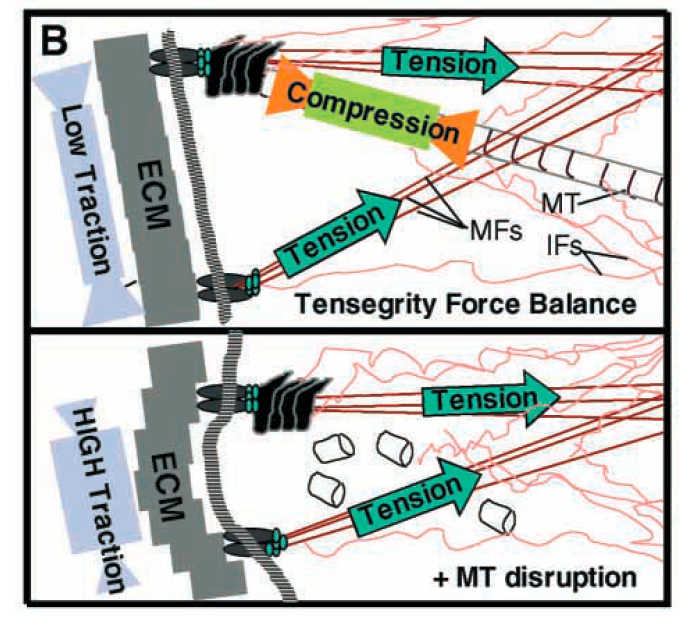 B
Tension
Compression
Low Traction
ECM
MT
MFs
Tension
IFs
Tensegrity Force Balance
Tension
HIGH Traction
ECM
Tension
+ MT disruption